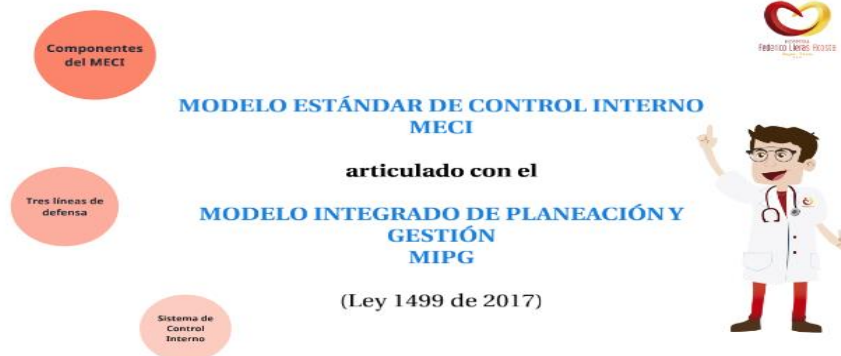 Componentes
del MECI
Federico Lleras Acosta
MODELO ESTÁNDAR DE CONTROL INTERNO
MECI
articulado con el
Tres líneas de
defensa
MODELO INTEGRADO DE PLANEACIÓN Y
GESTIÓN
MIPG
(Ley 1499 de 2017)
Sistema de
Control
Interno